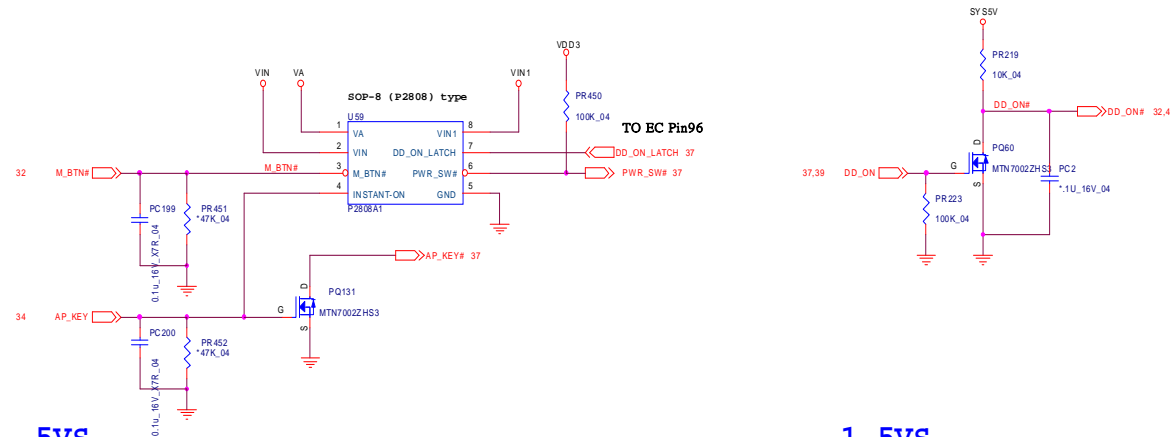 SYS5V
VDD3
PR219
10K_04
VIN
VA
VIN1
PR450
100K_04
SOP-8 (P2808) type
DD_ON#
DD_ON# 32,4
U59
TO EC Pin96
1
VA
VIN1
8
2
VIN
DD_ON_LATCH
7
DD_ON_LATCH 37
D
PQ60
32
M_BTN#
M_BTN#
3
M_BTN#
PWR_SW#
6
PWR_SW# 37
37,39
DD_ON
G
MTN7002ZHS3
PC2
S
*.1U_16V_04
4
INSTANT-ON
GND
5
P2808A1
PC199
PR451
*47K_04
0.1u_16V_X7R_04
PR223
100K_04
AP_KEY# 37
D
PQ131
G
MTN7002ZHS3
S
34
AP_KEY
PC200
PR452
*47K_04
0.1u_16V_X7R_04
5VS
1.5VS